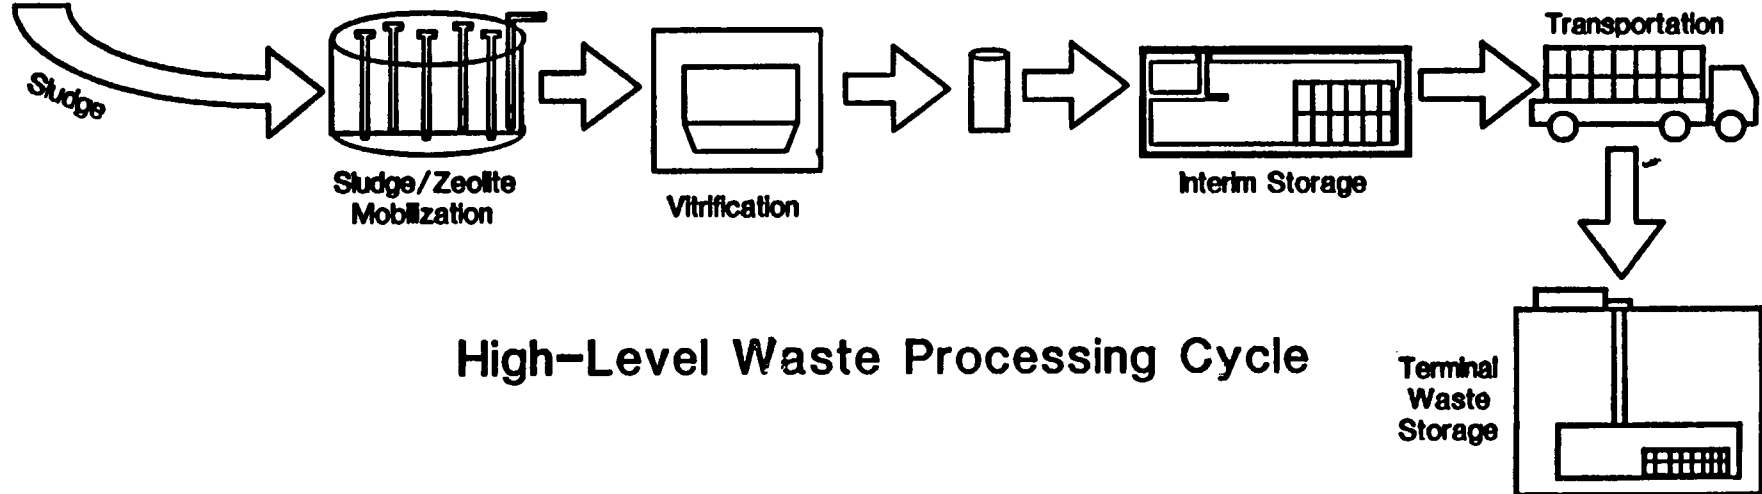 Sludge
Sludge/Zeolite
Mobilization
Vitrification
Interim Storage
Transportation
High-Level Waste Processing Cycle
Terminal
Waste
Storage